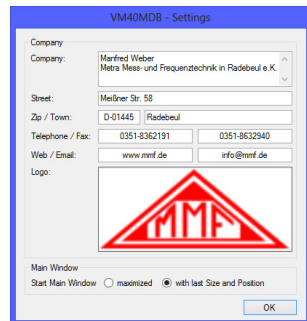 VM40MDB - Settings
Company
Company: Manfred Weber
Metra Mess- und Frequenztechnik in Radebeul e.K.
Street: Meißner Str. 58
Zip / Town: D-01445 Radebeul
Telephone / Fax: 0351-8362191 0351-8632940
Web / Email: www.mmf.de info@mmf.de
Logo:
MMF
Main Window
Start Main Window maximized with last Size and Position
OK